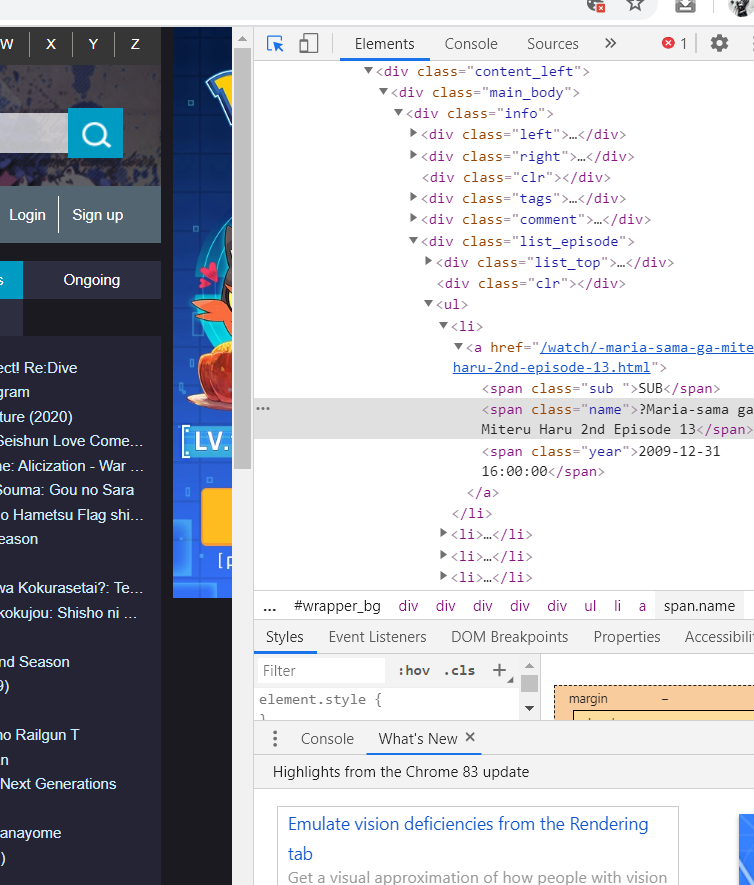 W X Y Z
Login Sign up
s Ongoing
ect! Re:Dive
gram
ture (2020)
Seishun Love Come...
ne: Alicization - War ...
Souma: Gou no Sara
o Hametsu Flag shi...
eason
wa Kokurasetai?: Te...
kokujou: Shisho ni ...
nd Season
9)
no Railgun T
n
Next Generations
anayome
)
LV.
[p
Elements Console Sources » 1
<div class="content_left">
<div class="main_body">
<div class="info">
<div class="left">…</div>
<div class="right">…</div>
<div class="clr"></div>
<div class="tags">…</div>
<div class="comment">…</div>
<div class="list_episode">
<div class="list_top">…</div>
<div class="clr"></div>
<ul>
<li>
<a href="/watch/-maria-sama-ga-mite
haru-2nd-episode-13.html">
<span class="sub ">SUB</span>
<span class="name">?Maria-sama ga
Miteru Haru 2nd Episode 13</span>
<span class="year">2009-12-31
16:00:00</span>
</a>
</li>
<li>…</li>
<li>…</li>
<li>…</li>
... #wrapper_bg div div div div div ul li a span.name
Styles Event Listeners DOM Breakpoints Properties Accessibili
Filter :hov .cls +
element.style {
}
margin –
Console What's New ×
Highlights from the Chrome 83 update
Emulate vision deficiencies from the Rendering
tab
Get a visual approximation of how people with vision